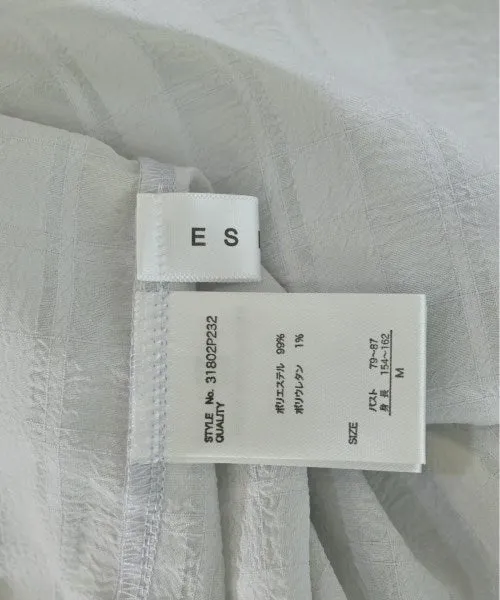 E S
STYLE No. 31802P232
QUALITY
ポリエステル 99%
ポリウレタン 1%
SIZE
バスト 79~87
身長 154~162
M